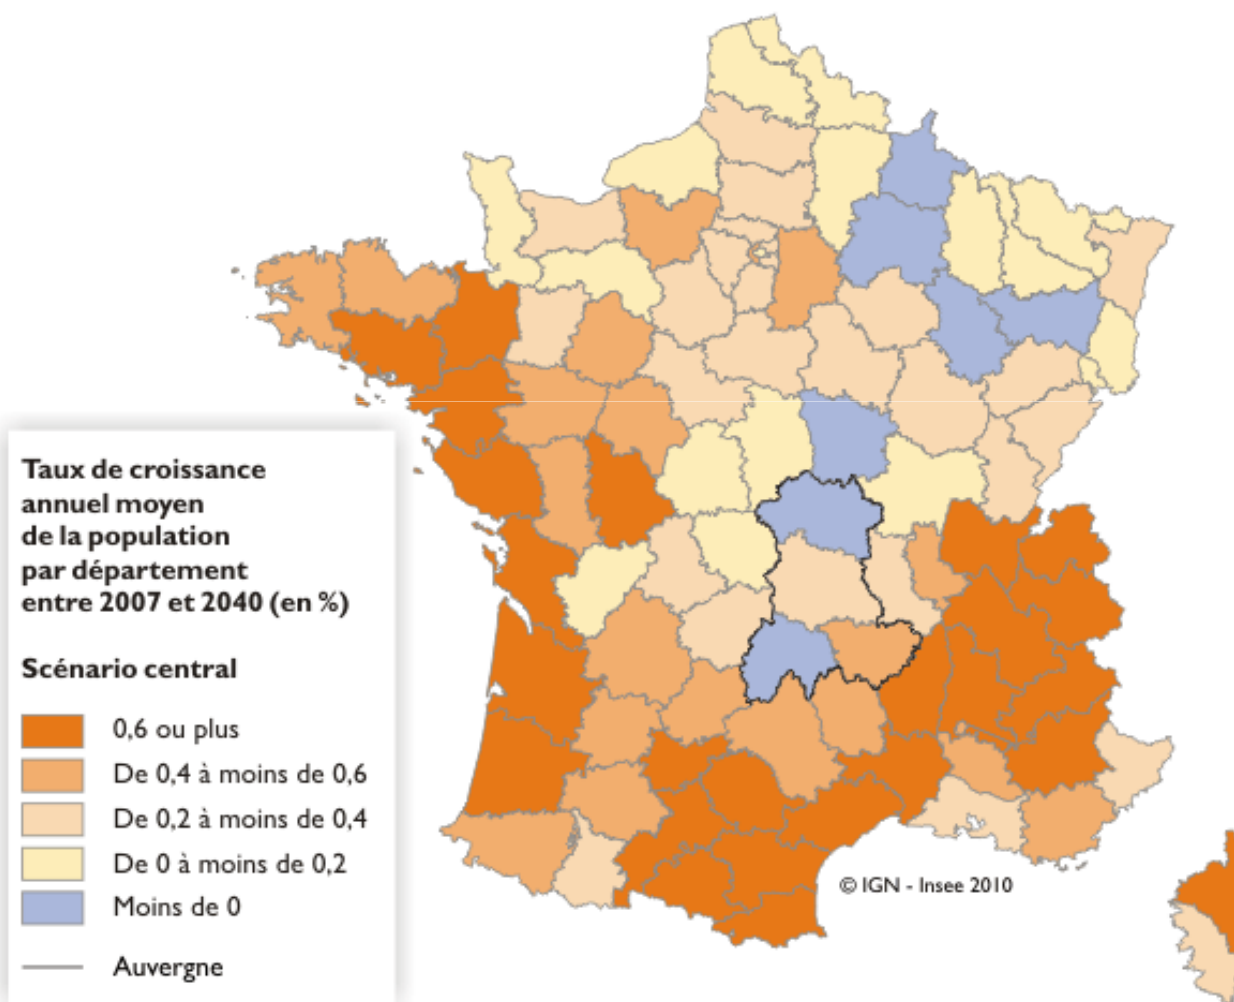 Taux de croissance
annuel moyen
de la population
par département
entre 2007 et 2040 (en %)
Scénario central
0,6 ou plus
De 0,4 à moins de 0,6
De 0,2 à moins de 0,4
De 0 à moins de 0,2
Moins de 0
Auvergne
© IGN - Insee 2010